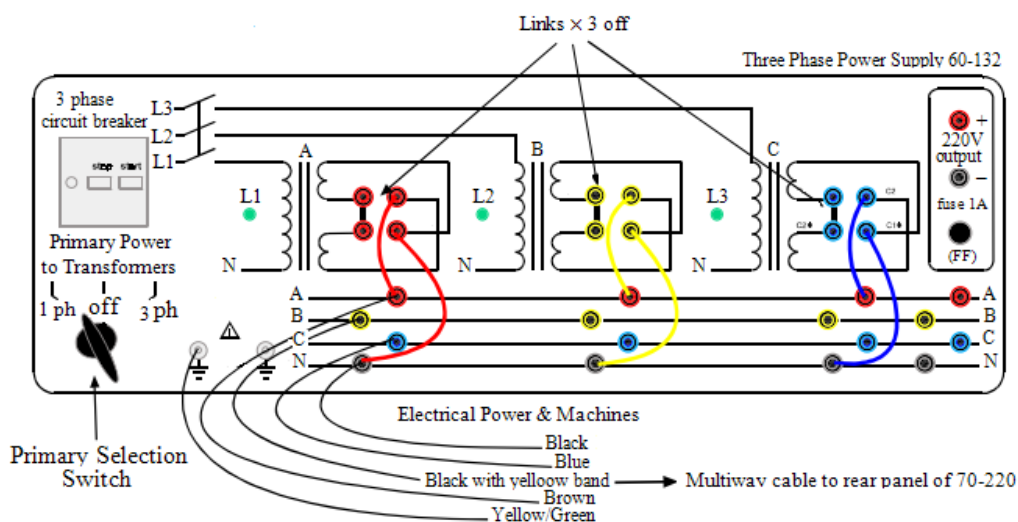 Links × 3 off
Three Phase Power Supply 60-132
3 phase
circuit breaker
L3
L2
L1
stop start
A
B
C
+
220V
output
−
fuse 1A
(FF)
L1
L2
L3
C2
C1
N
N
N
Primary Power
to Transformers
1 ph off 3 ph
A
B
C
N
A
B
C
N
Electrical Power & Machines
Primary Selection
Switch
Black
Blue
Black with yelloow band
Multiway cable to rear panel of 70-220
Brown
Yellow/Green